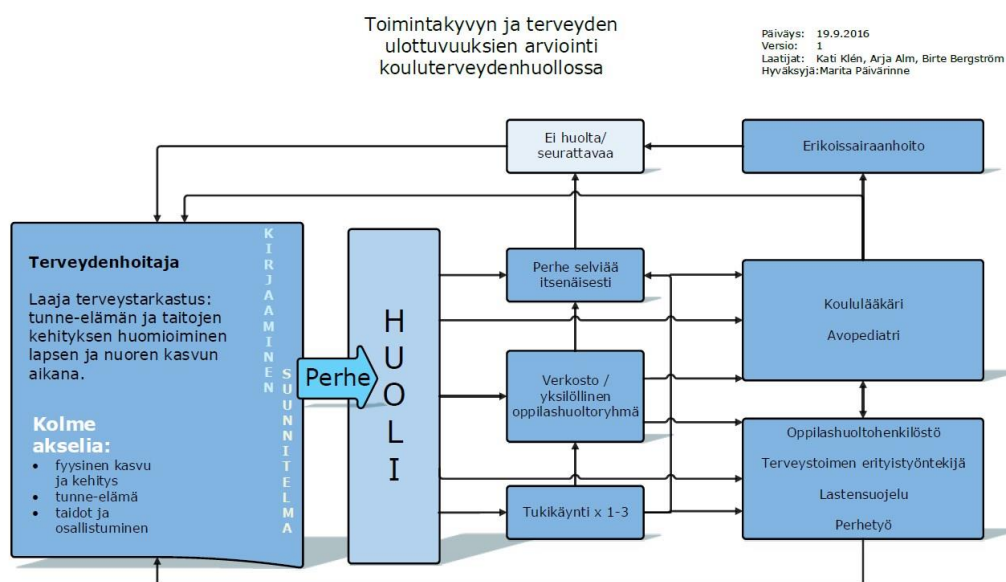 Toimintakyvyn ja terveyden
ulottuvuuksien arviointi
kouluterveydenhuollossa
Päiväys: 19.9.2016
Versio: 1
Laatijat: Kati Klén, Arja Alm, Birte Bergström
Hyväksyjä:Marita Päivärinne
Ei huolta/
seurattavaa
Erikoissairaanhoito
Terveydenhoitaja
Laaja terveystarkastus:
tunne-elämän ja taitojen
kehityksen huomioiminen
lapsen ja nuoren kasvun
aikana.
Kolme
akselia:
• fyysinen kasvu
ja kehitys
• tunne-elämä
• taidot ja
osallistuminen
KIRJAAMINEN
SUUNNITELMA
Perhe
HUOLI
Perhe selviää
itsenäisesti
Verkosto /
yksilöllinen
oppilashuoltoryhmä
Tukikäynti x 1-3
Koululääkäri
Avopediatri
Oppilashuoltohenkilöstö
Terveystoimen erityistyöntekijä
Lastensuojelu
Perhetyö